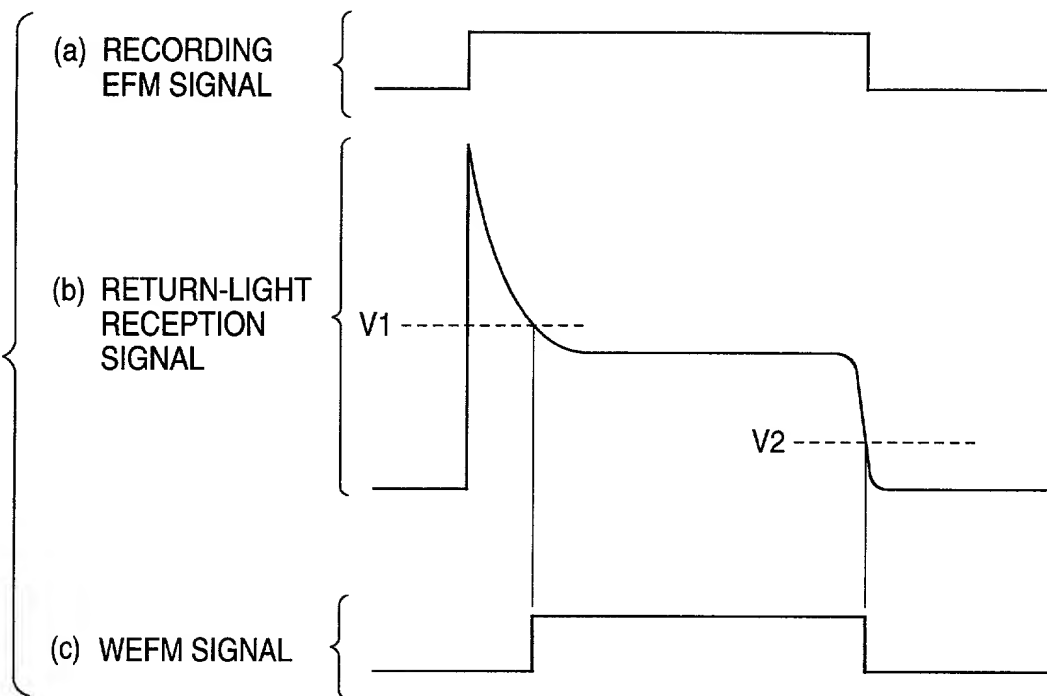 (a) RECORDING
EFM SIGNAL
(b) RETURN-LIGHT
RECEPTION
SIGNAL
V1
V2
(c) WEFM SIGNAL